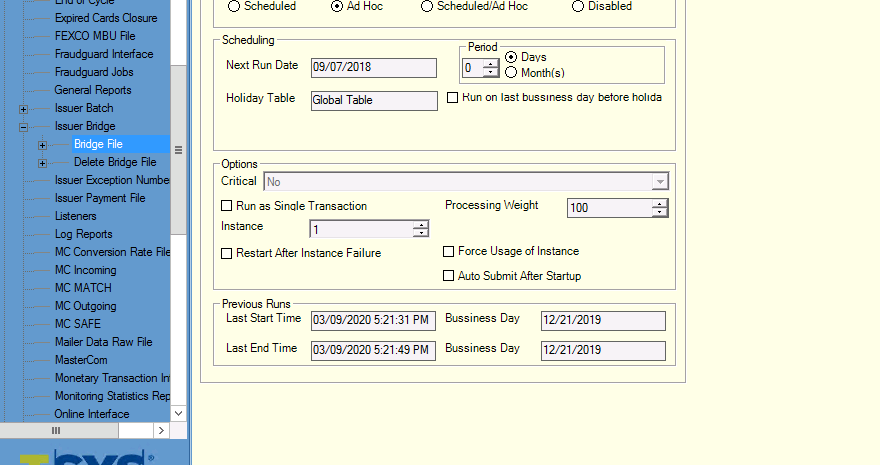 End of Cycle
Expired Cards Closure
FEXCO MBU File
Fraudguard Interface
Fraudguard Jobs
General Reports
Issuer Batch
Issuer Bridge
Bridge File
Delete Bridge File
Issuer Exception Numbe
Issuer Payment File
Listeners
Log Reports
MC Conversion Rate File
MC Incoming
MC MATCH
MC Outgoing
MC SAFE
Mailer Data Raw File
MasterCom
Monetary Transaction In
Monitoring Statistics Rep
Online Interface
TSYS®
Scheduled Ad Hoc Scheduled/Ad Hoc Disabled
Scheduling
Next Run Date 09/07/2018
Period
0 Days
Month(s)
Holiday Table Global Table Run on last bussiness day before holida
Options
Critical No
Run as Single Transaction Processing Weight 100
Instance 1
Restart After Instance Failure Force Usage of Instance
Auto Submit After Startup
Previous Runs
Last Start Time 03/09/2020 5:21:31 PM Bussiness Day 12/21/2019
Last End Time 03/09/2020 5:21:49 PM Bussiness Day 12/21/2019